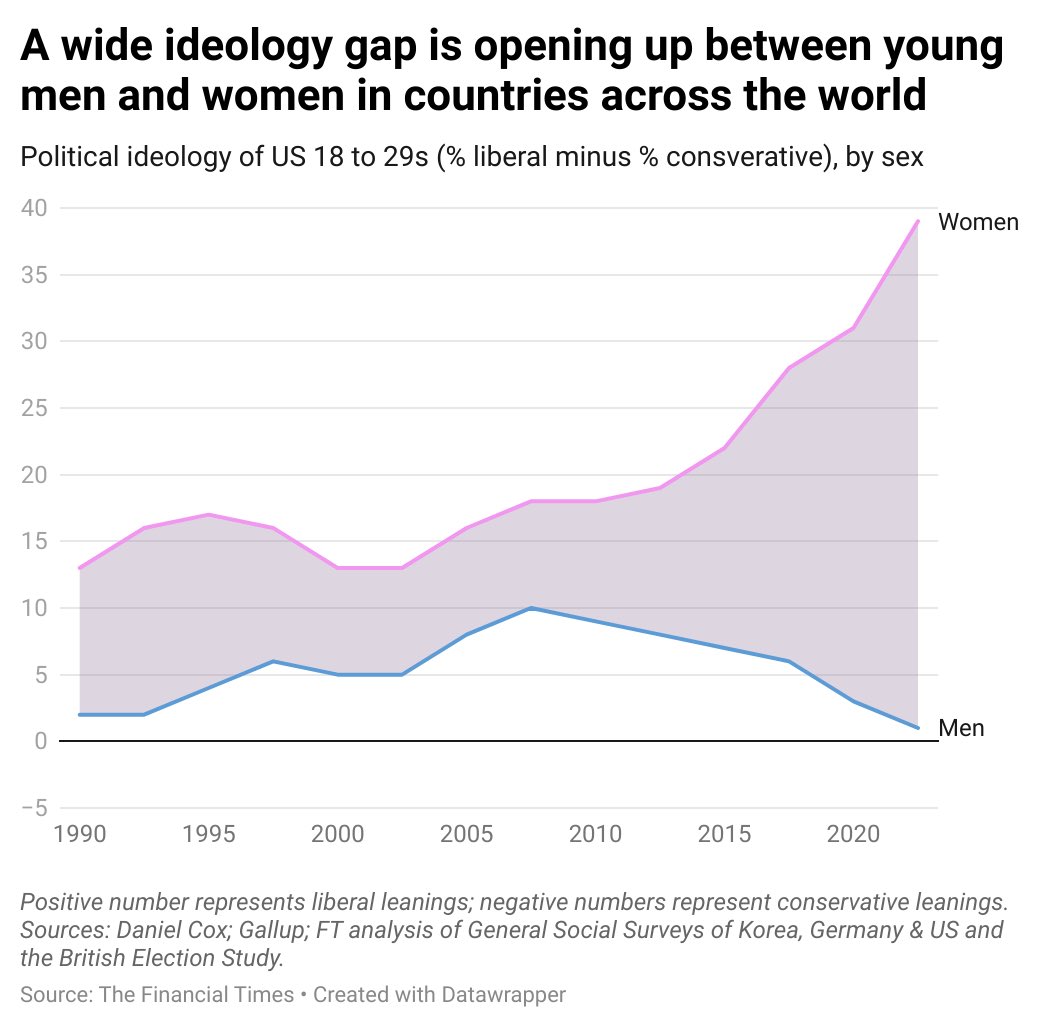 A wide ideology gap is opening up between young
men and women in countries across the world
Political ideology of US 18 to 29s (% liberal minus % consverative), by sex
40
Women
35
30
25
20
15
10
5
Men
0
−5
1990 1995 2000 2005 2010 2015 2020
Positive number represents liberal leanings; negative numbers represent conservative leanings.
Sources: Daniel Cox; Gallup; FT analysis of General Social Surveys of Korea, Germany & US and
the British Election Study.
Source: The Financial Times • Created with Datawrapper